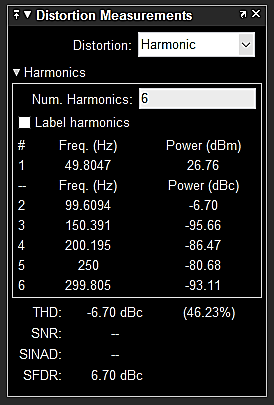 Distortion Measurements
Distortion: Harmonic
Harmonics
Num. Harmonics: 6
Label harmonics
# Freq. (Hz) Power (dBm)
1 49.8047 26.76
-- Freq. (Hz) Power (dBc)
2 99.6094 -6.70
3 150.391 -95.66
4 200.195 -86.47
5 250 -80.68
6 299.805 -93.11
THD: -6.70 dBc (46.23%)
SNR: --
SINAD: --
SFDR: 6.70 dBc